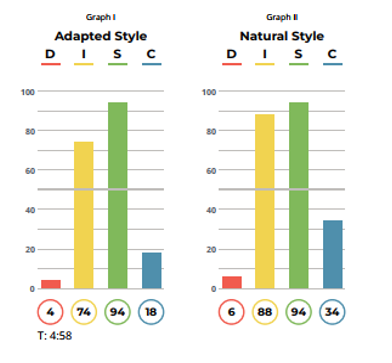 Graph I
Adapted Style
D I S C
100
80
60
40
20
0
4 74 94 18
T: 4:58
Graph II
Natural Style
D I S C
100
80
60
40
20
0
6 88 94 34